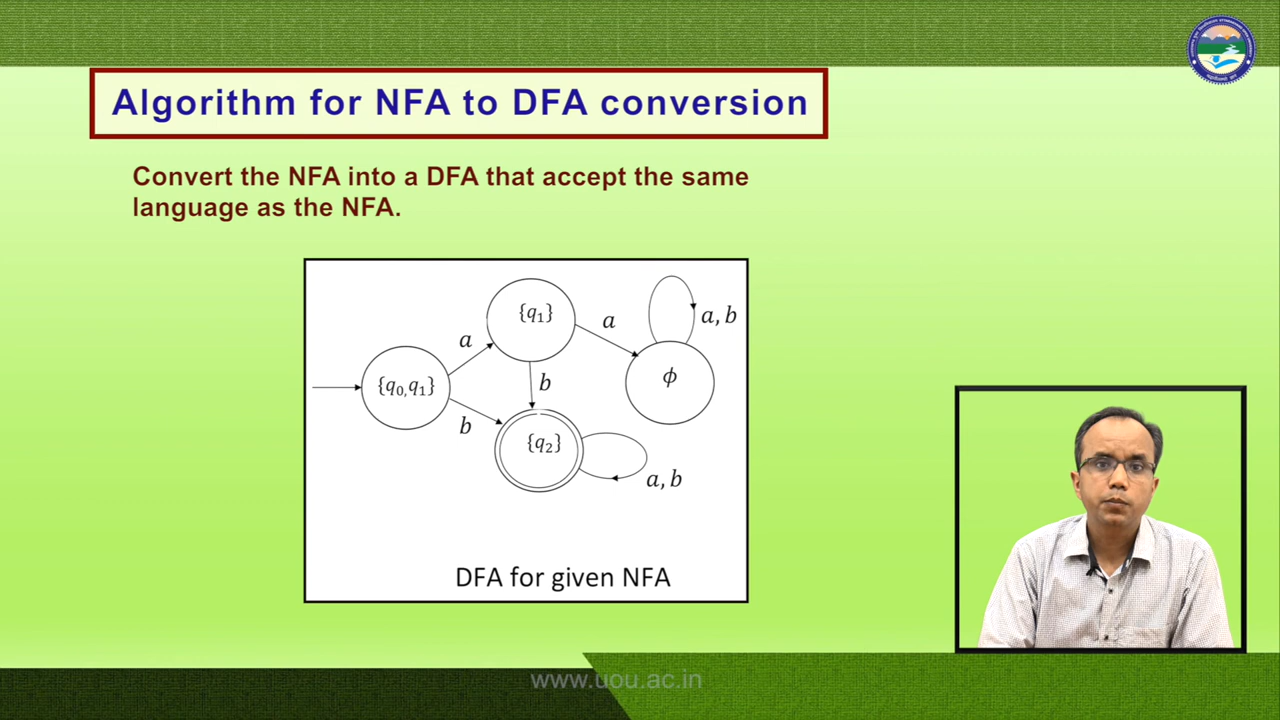 Algorithm for NFA to DFA conversion
Convert the NFA into a DFA that accept the same
language as the NFA.
{q₁}
a
a, b
a
{q₀,q₁}
b
ϕ
b
{q₂}
a, b
DFA for given NFA
www.uou.ac.in